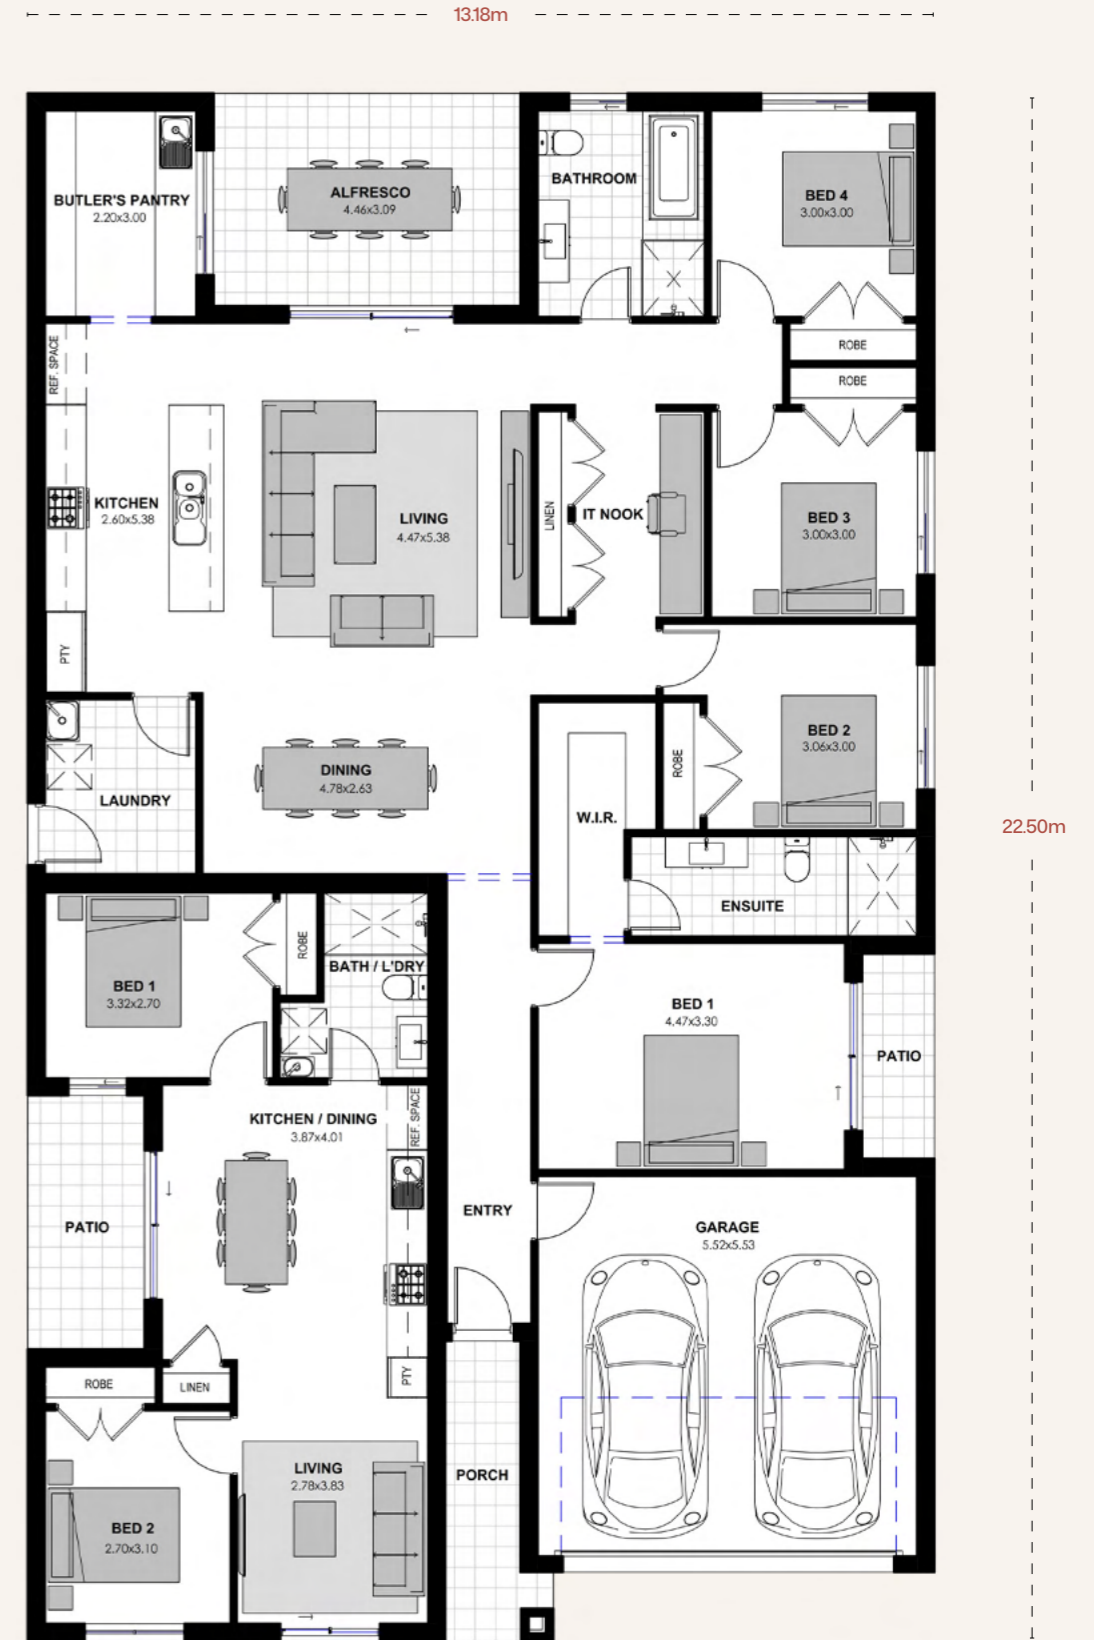 13.18m
BUTLER'S PANTRY
2.20x3.00
ALFRESCO
4.46x3.09
BATHROOM
BED 4
3.00x3.00
ROBE
ROBE
REF. SPACE
KITCHEN
2.60x5.38
LIVING
4.47x5.38
LINEN
IT NOOK
BED 3
3.00x3.00
PTY
LAUNDRY
DINING
4.78x2.63
W.I.R.
ROBE
BED 2
3.06x3.00
22.50m
ENSUITE
BED 1
3.32x2.70
ROBE
BATH / L'DRY
BED 1
4.47x3.30
PATIO
KITCHEN / DINING
3.87x4.01
REF. SPACE
PATIO
ENTRY
GARAGE
5.52x5.53
ROBE
LINEN
PTY
LIVING
2.78x3.83
PORCH
BED 2
2.70x3.10